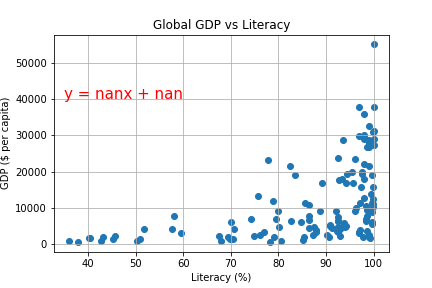 Global GDP vs Literacy
50000
40000
30000
20000
10000
0
GDP ($ per capita)
y = nanx + nan
40 50 60 70 80 90 100
Literacy (%)